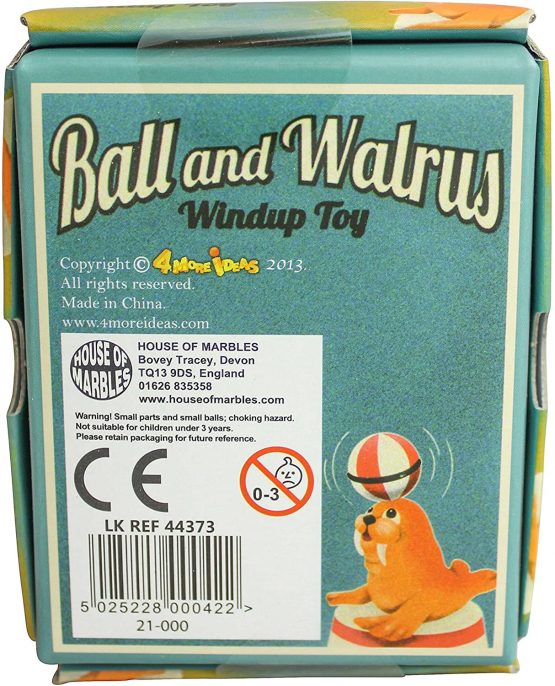 Ball and Walrus
Windup Toy
Copyright © 4 MORE iDEAS 2013.
All rights reserved.
Made in China.
www.4moreideas.com
HOUSE OF MARBLES
HOUSE OF MARBLES
Bovey Tracey, Devon
TQ13 9DS, England
01626 835358
www.houseofmarbles.com
Warning! Small parts and small balls; choking hazard.
Not suitable for children under 3 years.
Please retain packaging for future reference.
CE
0-3
LK REF 44373
5 025228 000422 >
21-000